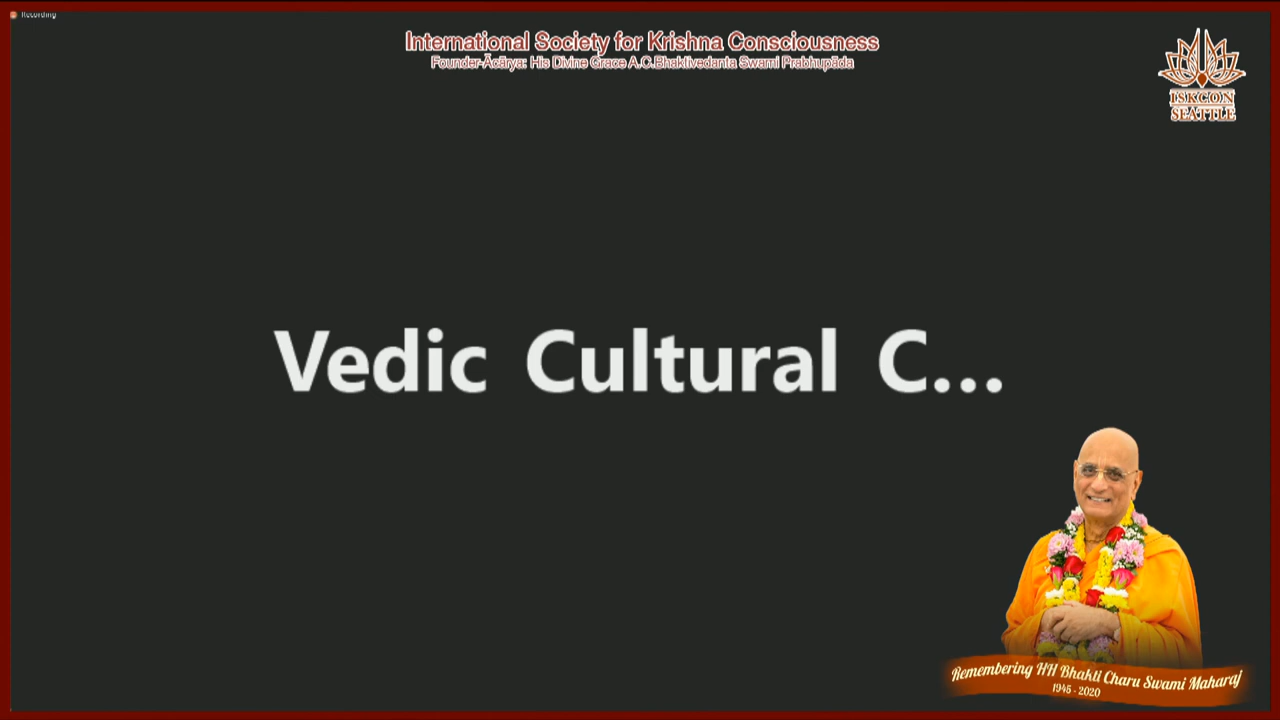 Recording
International Society for Krishna Consciousness
Founder-Ācārya: His Divine Grace A.C.Bhaktivedanta Swami Prabhupāda
ISKCON
SEATTLE
Vedic Cultural C...
Remembering HH Bhakti Charu Swami Maharaj
1945 - 2020